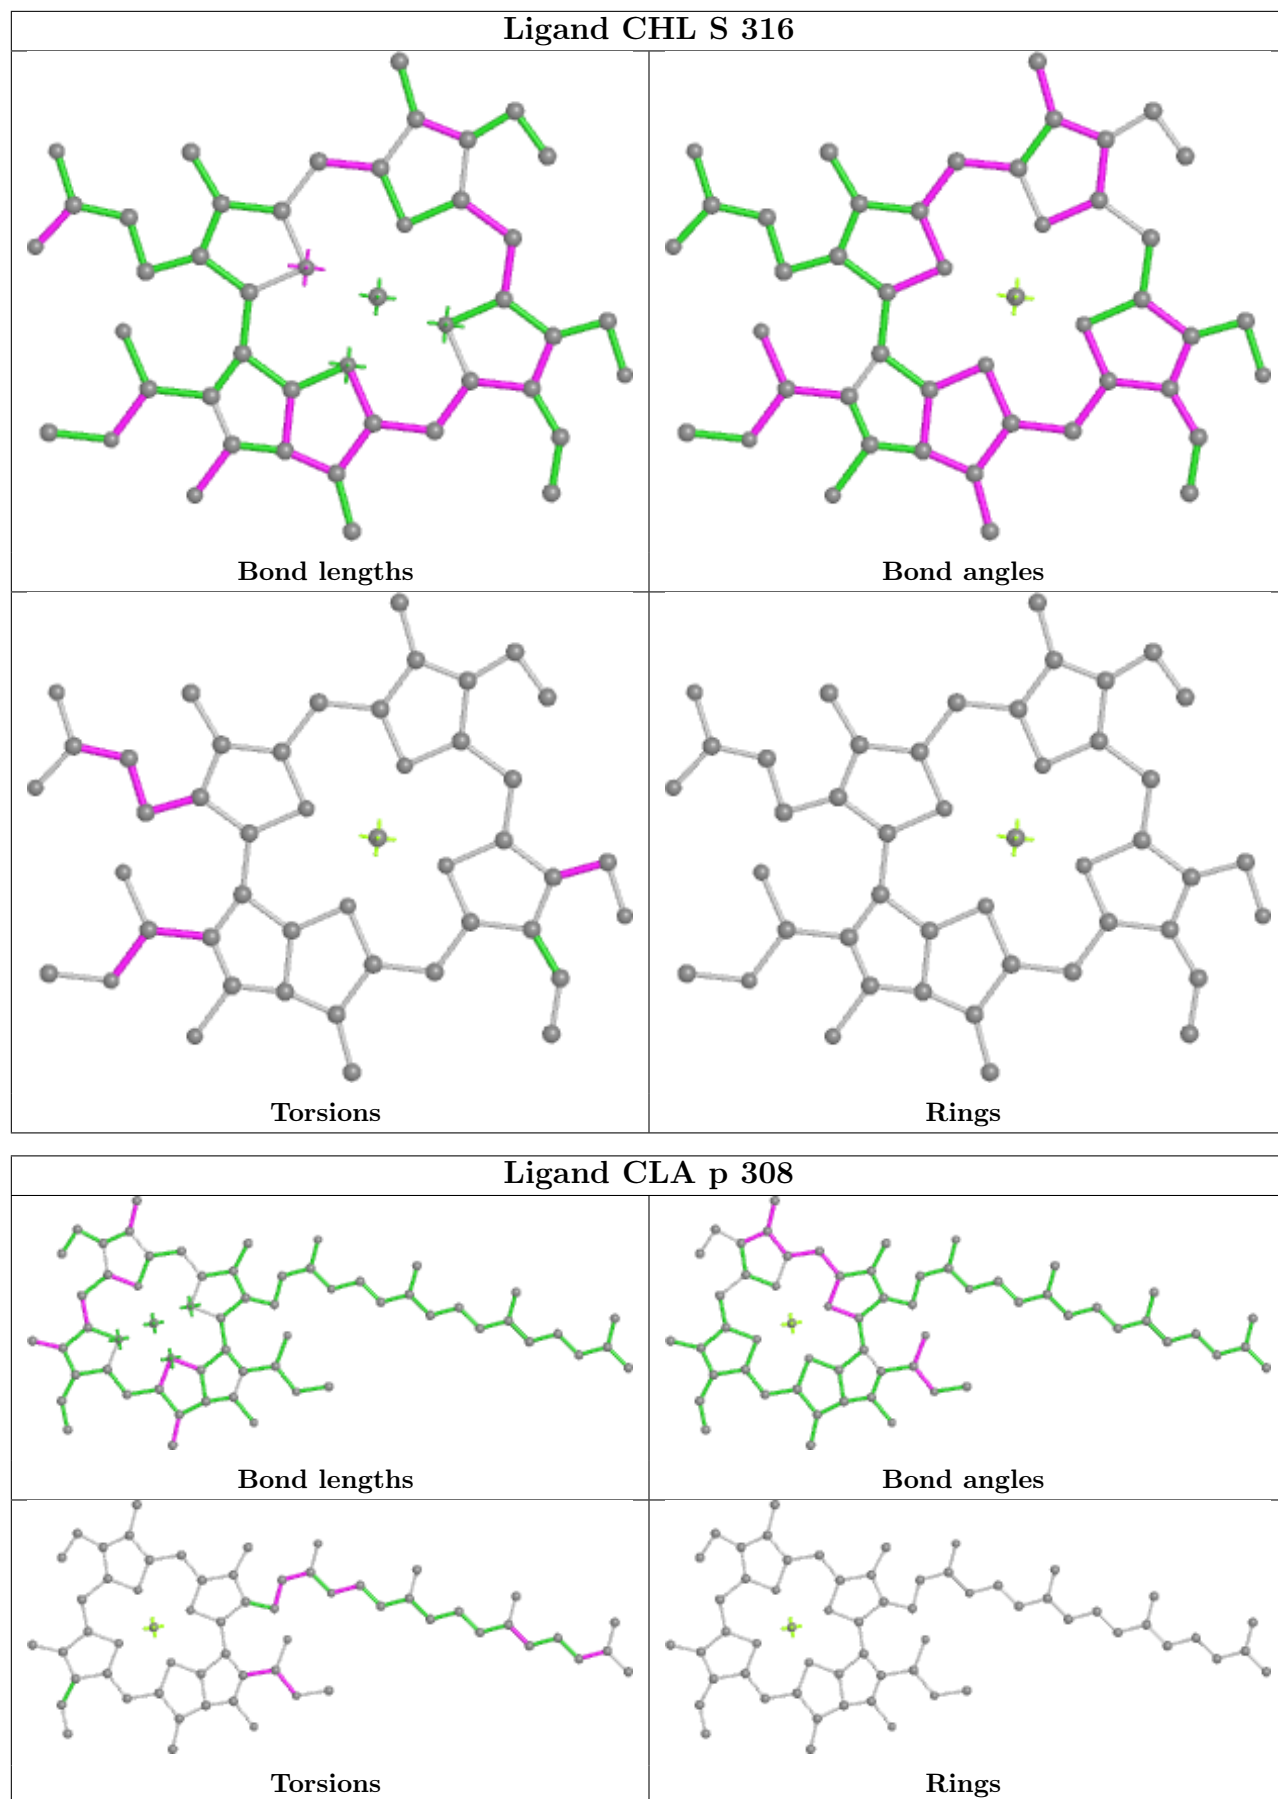 Ligand CHL S 316
Bond lengths
Bond angles
Torsions
Rings
Ligand CLA p 308
Bond lengths
Bond angles
Torsions
Rings